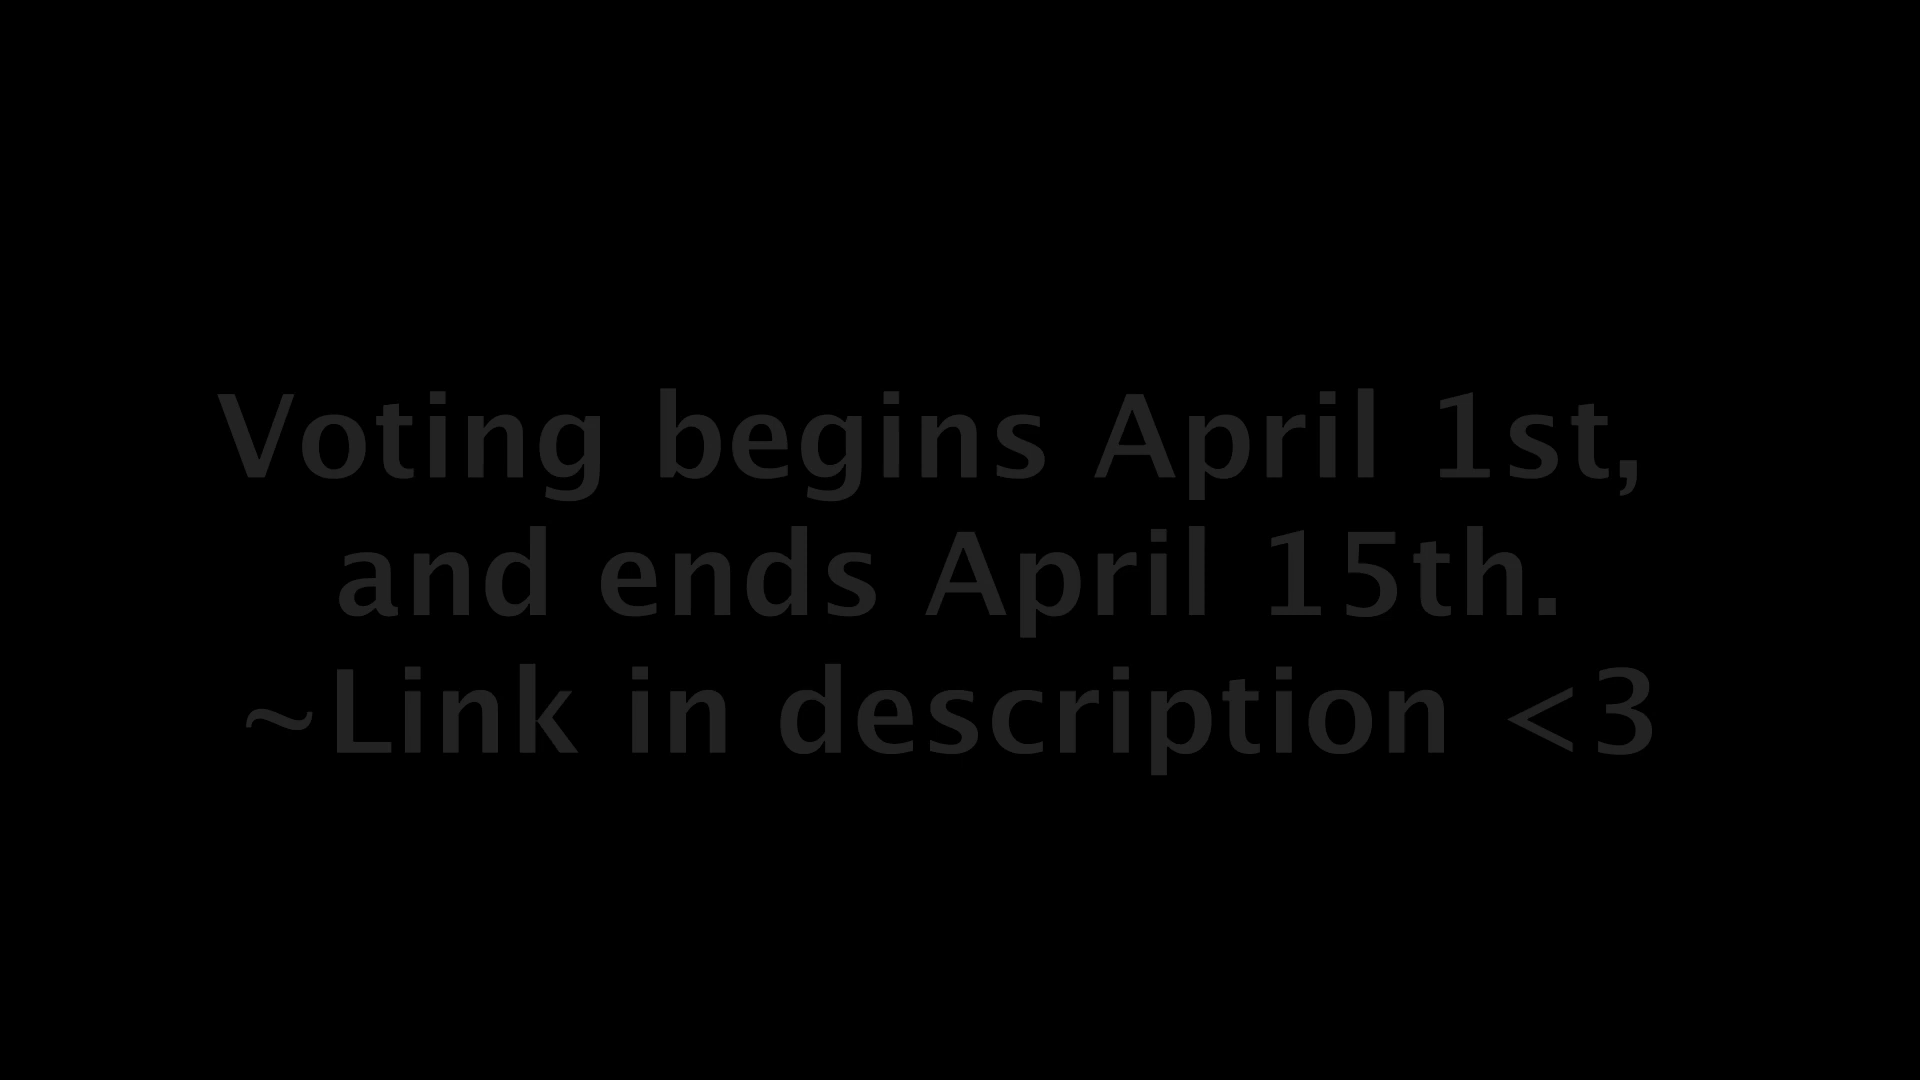 Voting begins April 1st,
and ends April 15th.
~Link in description <3